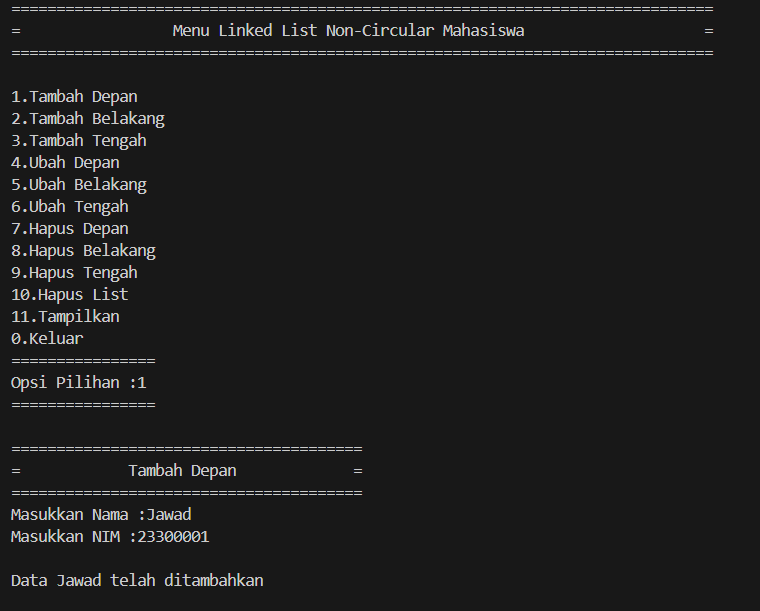 ==============================================================================
= Menu Linked List Non-Circular Mahasiswa =
==============================================================================
1.Tambah Depan
2.Tambah Belakang
3.Tambah Tengah
4.Ubah Depan
5.Ubah Belakang
6.Ubah Tengah
7.Hapus Depan
8.Hapus Belakang
9.Hapus Tengah
10.Hapus List
11.Tampilkan
0.Keluar
================
Opsi Pilihan :1
================
=======================================
= Tambah Depan =
=======================================
Masukkan Nama :Jawad
Masukkan NIM :23300001
Data Jawad telah ditambahkan